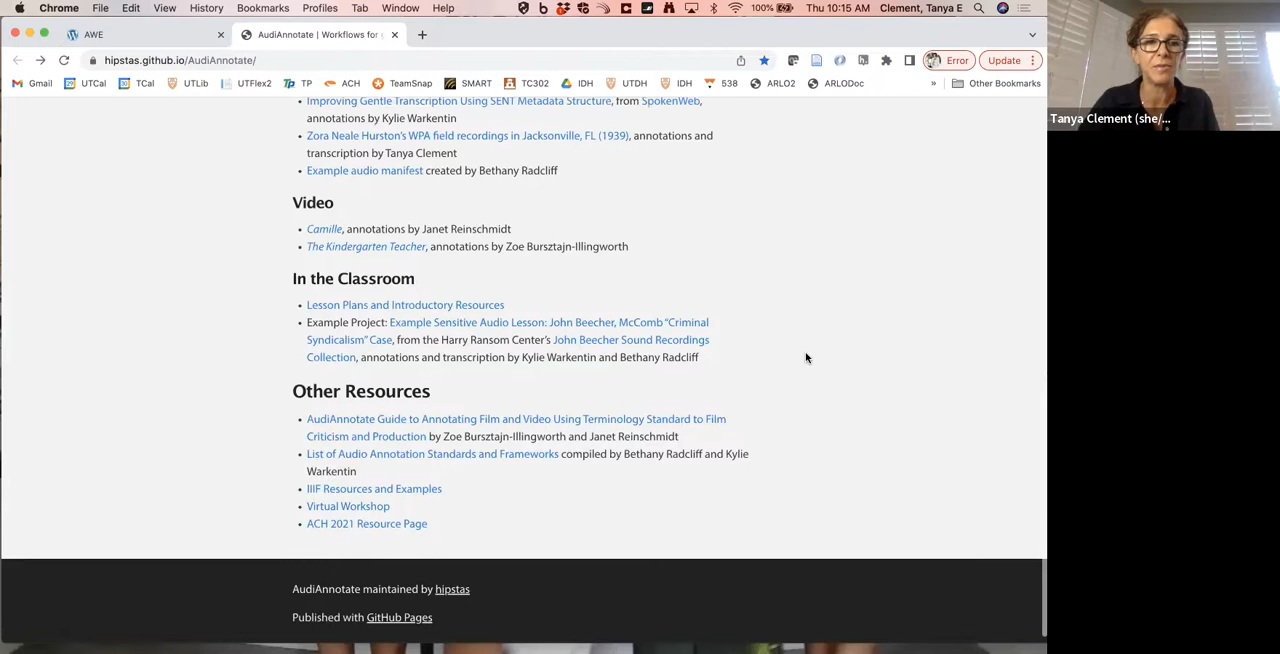 Chrome File Edit View History Bookmarks Profiles Tab Window Help 100% Thu 10:15 AM Clement, Tanya E
AWE
AudiAnnotate | Workflows for
hipstas.github.io/AudiAnnotate/
Error
Update
Gmail UTCal TCal UTLib UTFlex2 TP ACH TeamSnap SMART TC302 IDH UTDH IDH 538 ARLO2 ARLODoc » Other Bookmarks
Improving Gentle Transcription Using SENT Metadata Structure, from SpokenWeb,
annotations by Kylie Warkentin
• Zora Neale Hurston's WPA field recordings in Jacksonville, FL (1939), annotations and
transcription by Tanya Clement
• Example audio manifest created by Bethany Radcliff
Video
• Camille, annotations by Janet Reinschmidt
• The Kindergarten Teacher, annotations by Zoe Bursztajn-Illingworth
In the Classroom
• Lesson Plans and Introductory Resources
• Example Project: Example Sensitive Audio Lesson: John Beecher, McComb "Criminal
Syndicalism" Case, from the Harry Ransom Center's John Beecher Sound Recordings
Collection, annotations and transcription by Kylie Warkentin and Bethany Radcliff
Other Resources
• AudiAnnotate Guide to Annotating Film and Video Using Terminology Standard to Film
Criticism and Production by Zoe Bursztajn-Illingworth and Janet Reinschmidt
• List of Audio Annotation Standards and Frameworks compiled by Bethany Radcliff and Kylie
Warkentin
• IIIF Resources and Examples
• Virtual Workshop
• ACH 2021 Resource Page
AudiAnnotate maintained by hipstas
Published with GitHub Pages
Tanya Clement (she/...